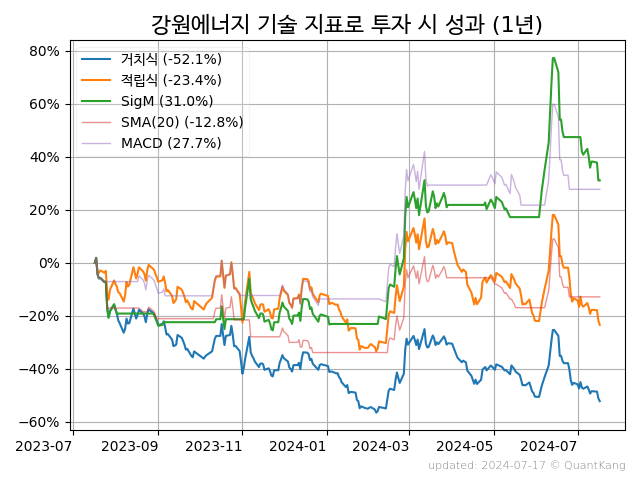 강원에너지 기술 지표로 투자 시 성과 (1년)
80%
60%
40%
20%
0%
−20%
−40%
−60%
거치식 (-52.1%)
적립식 (-23.4%)
SigM (31.0%)
SMA(20) (-12.8%)
MACD (27.7%)
2023-07 2023-09 2023-11 2024-01 2024-03 2024-05 2024-07
updated: 2024-07-17 © QuantKang